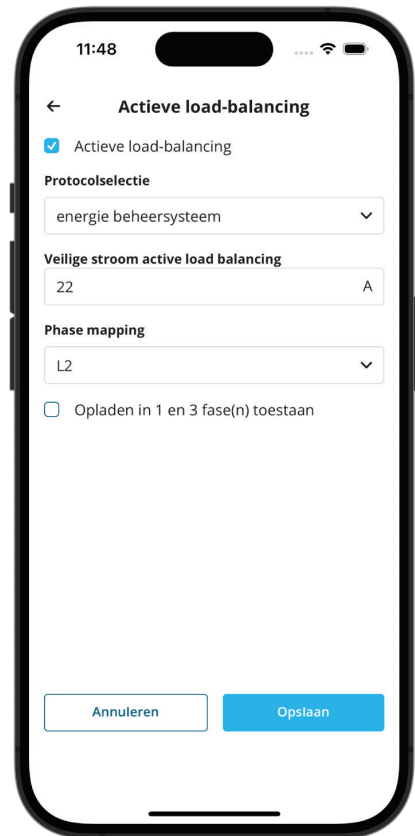 11:48
Actieve load-balancing
Actieve load-balancing
Protocolselectie
energie beheersysteem
Veilige stroom active load balancing
22 A
Phase mapping
L2
Opladen in 1 en 3 fase(n) toestaan
Annuleren Opslaan